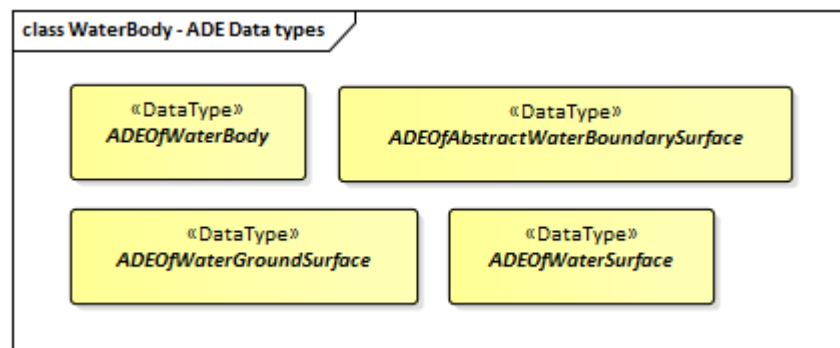 class WaterBody - ADE Data types
«DataType»
ADEOfWaterBody
«DataType»
ADEOfAbstractWaterBoundarySurface
«DataType»
ADEOfWaterGroundSurface
«DataType»
ADEOfWaterSurface